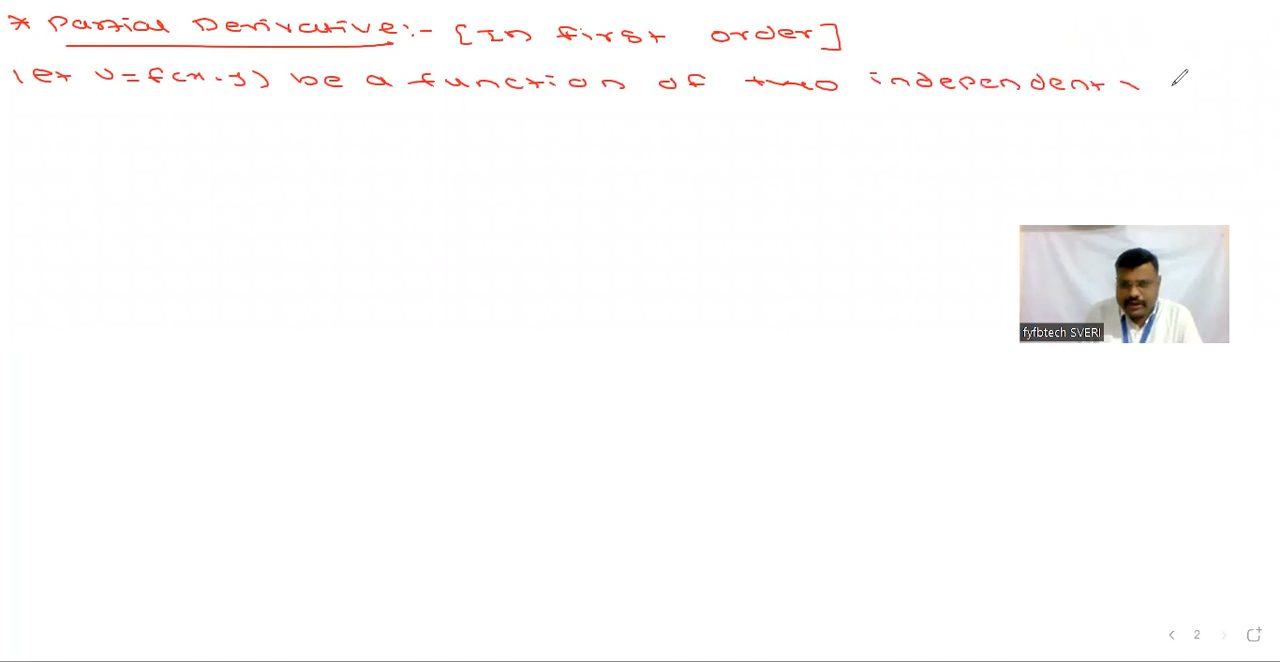 * Partial Derivative:- [In first order]
let u=f(x,y) be a function of two independent
fyfbtech SVERI
2